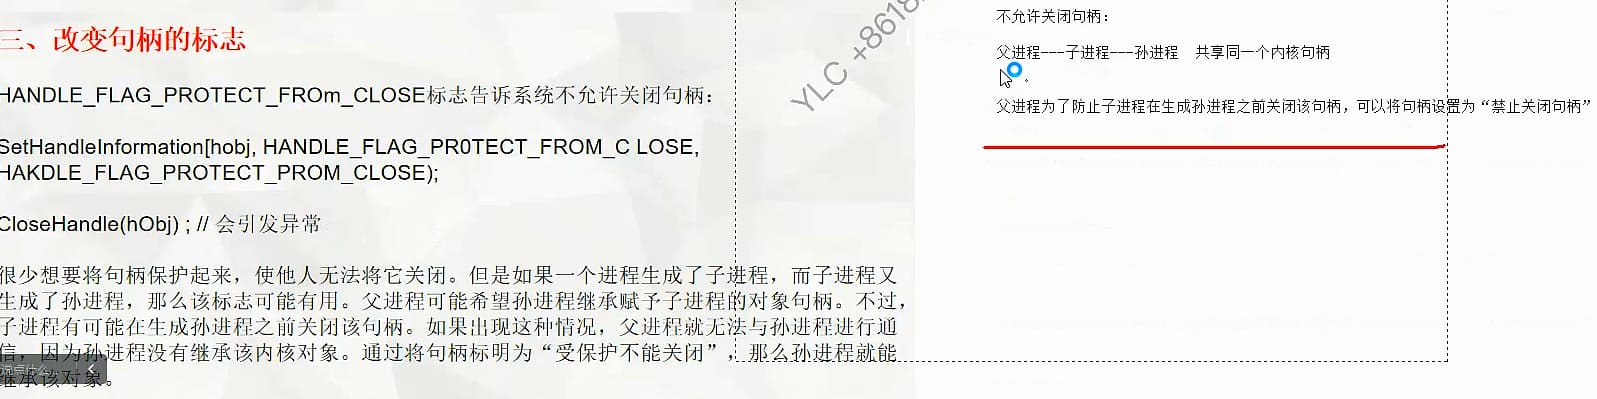 三、改变句柄的标志
HANDLE_FLAG_PROTECT_FROm_CLOSE标志告诉系统不允许关闭句柄：
SetHandleInformation[hobj, HANDLE_FLAG_PR0TECT_FROM_C LOSE,
HAKDLE_FLAG_PROTECT_PROM_CLOSE);
CloseHandle(hObj) ; // 会引发异常
很少想要将句柄保护起来，使他人无法将它关闭。但是如果一个进程生成了子进程，而子进程又
生成了孙进程，那么该标志可能有用。父进程可能希望孙进程继承赋予子进程的对象句柄。不过，
子进程有可能在生成孙进程之前关闭该句柄。如果出现这种情况，父进程就无法与孙进程进行通
信，因为孙进程没有继承该内核对象。通过将句柄标明为“受保护不能关闭”，那么孙进程就能
继承该对象。
说点什么
YLC +8618
不允许关闭句柄：
父进程---子进程---孙进程 共享同一个内核句柄
。
父进程为了防止子进程在生成孙进程之前关闭该句柄，可以将句柄设置为“禁止关闭句柄”